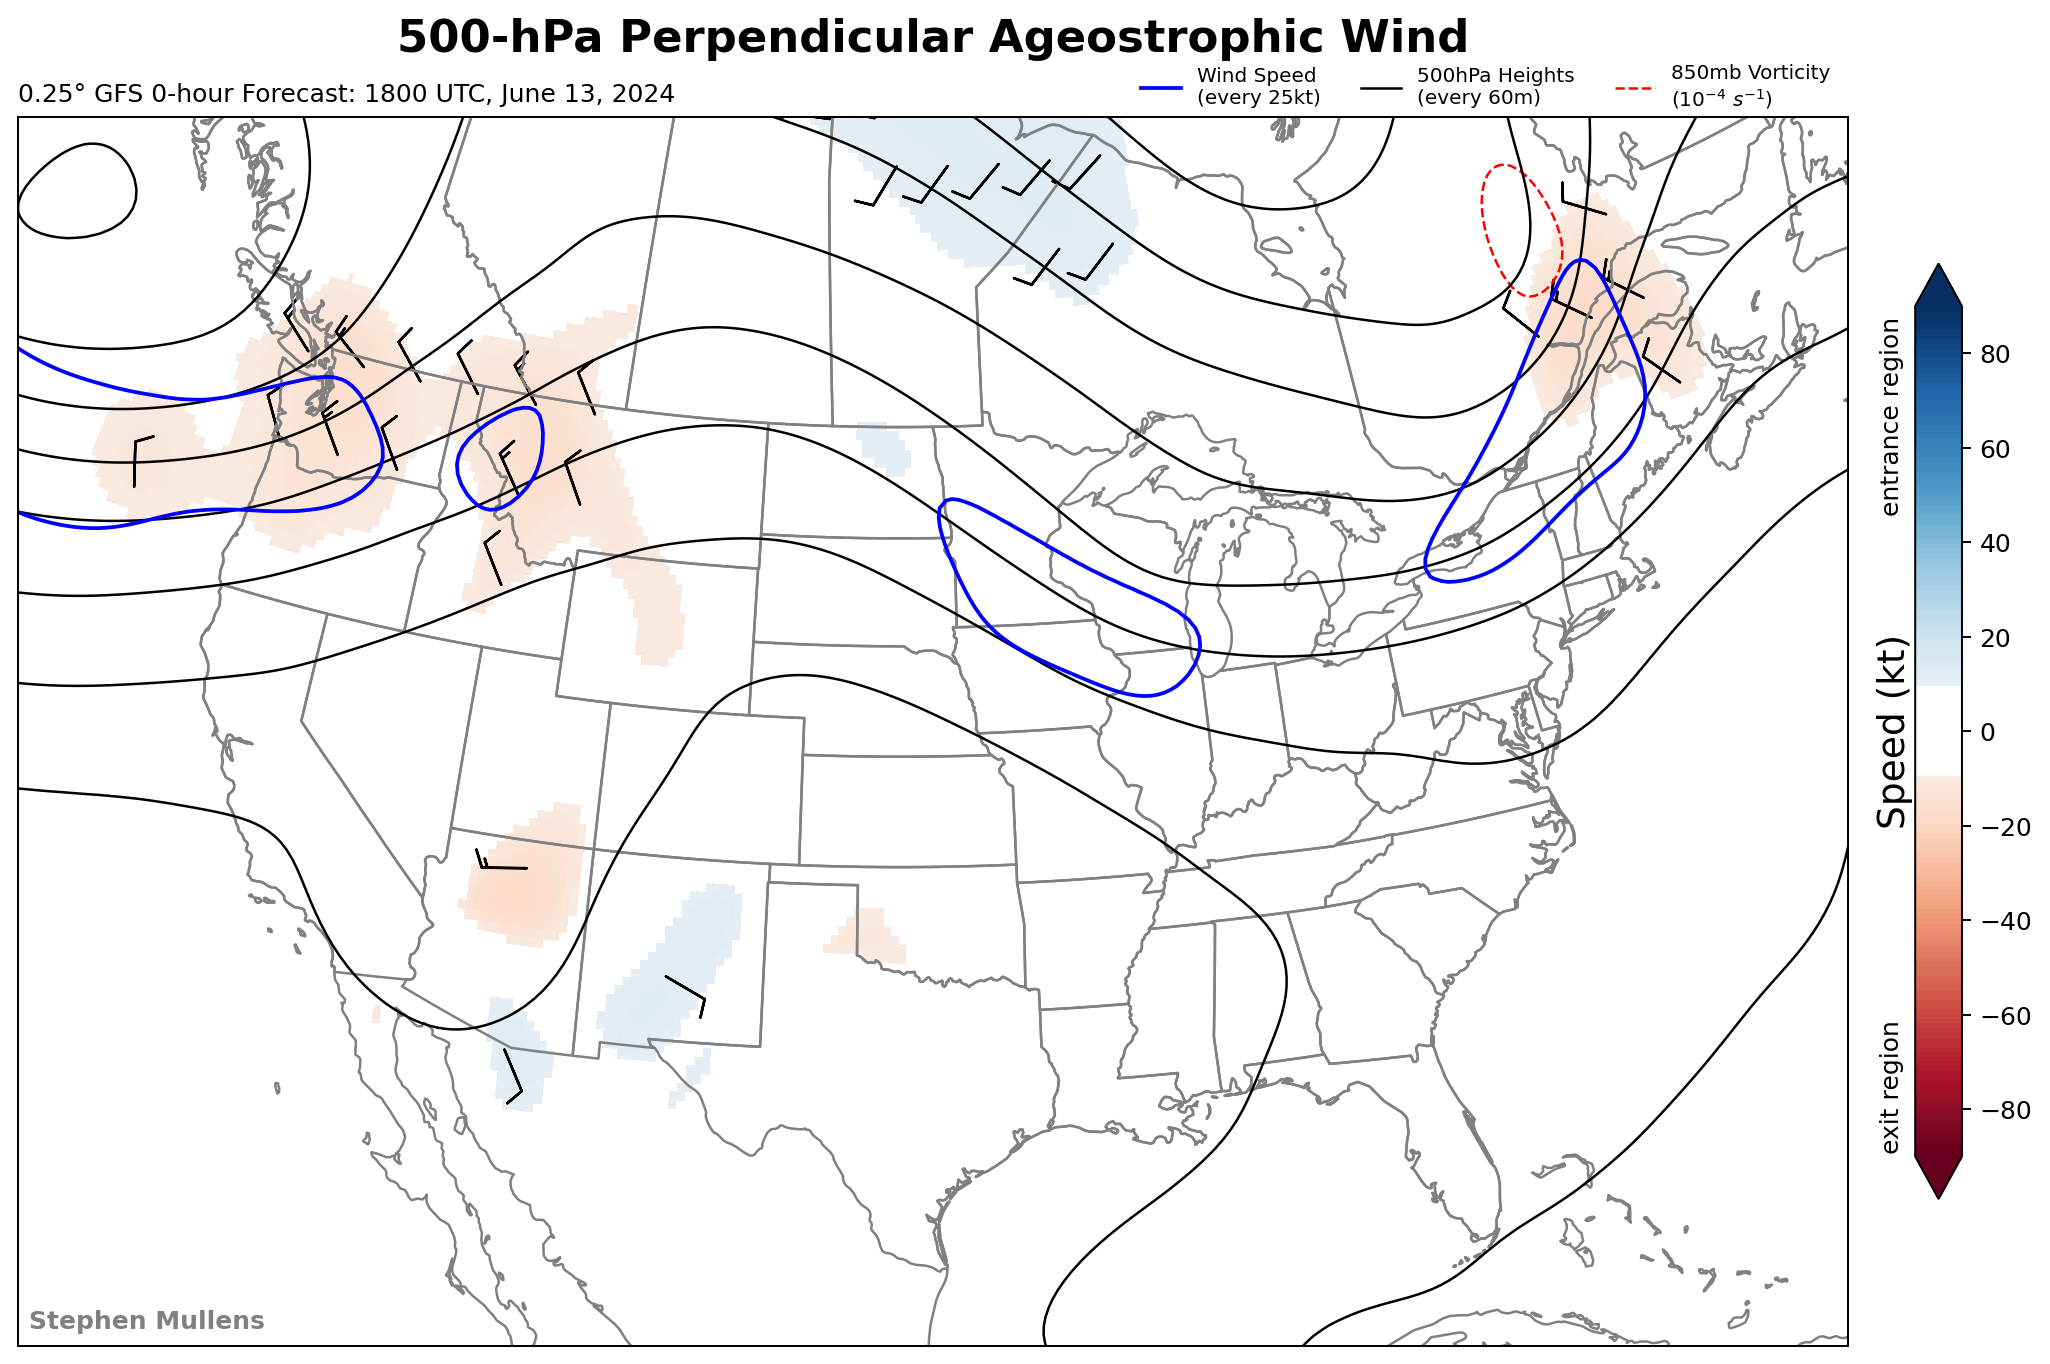 500-hPa Perpendicular Ageostrophic Wind
0.25° GFS 0-hour Forecast: 1800 UTC, June 13, 2024
Wind Speed
(every 25kt)
500hPa Heights
(every 60m)
850mb Vorticity
(10⁻⁴ s⁻¹)
entrance region
Speed (kt)
exit region
80
60
40
20
0
−20
−40
−60
−80
Stephen Mullens